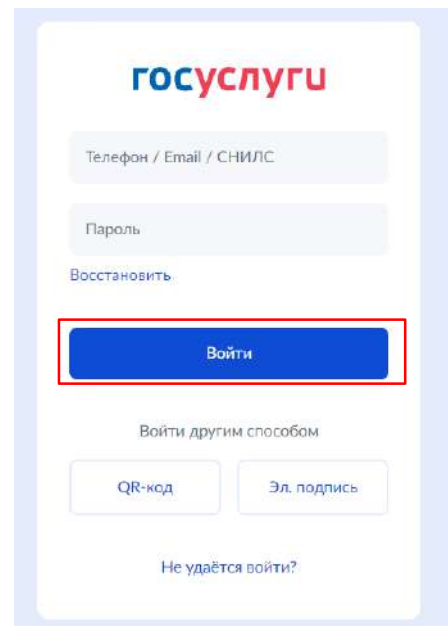 госуслуги
Телефон / Email / СНИЛС
Пароль
Восстановить
Войти
Войти другим способом
QR-код Эл. подпись
Не удаётся войти?